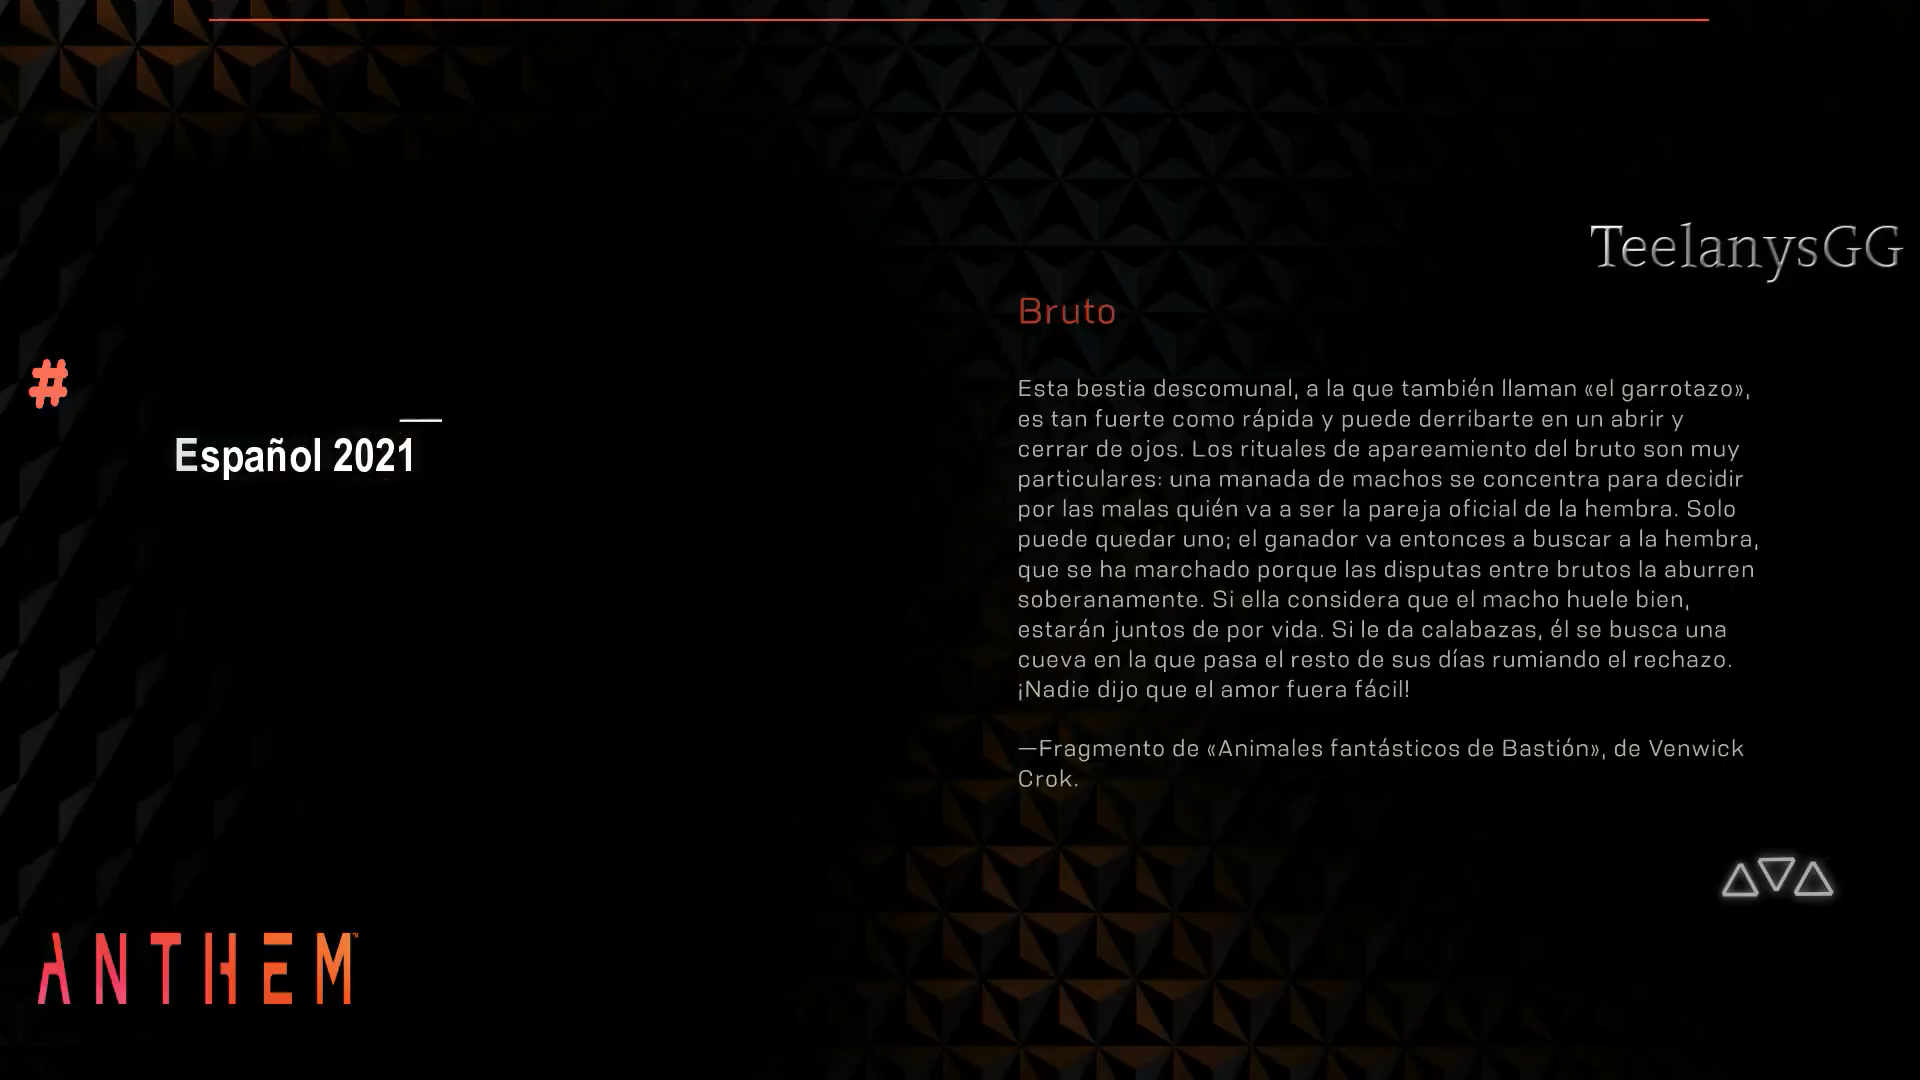 TeelanysGG
Bruto
#
Español 2021
Esta bestia descomunal, a la que también llaman «el garrotazo»,
es tan fuerte como rápida y puede derribarte en un abrir y
cerrar de ojos. Los rituales de apareamiento del bruto son muy
particulares: una manada de machos se concentra para decidir
por las malas quién va a ser la pareja oficial de la hembra. Solo
puede quedar uno; el ganador va entonces a buscar a la hembra,
que se ha marchado porque las disputas entre brutos la aburren
soberanamente. Si ella considera que el macho huele bien,
estarán juntos de por vida. Si le da calabazas, él se busca una
cueva en la que pasa el resto de sus días rumiando el rechazo.
¡Nadie dijo que el amor fuera fácil!
—Fragmento de «Animales fantásticos de Bastión», de Venwick
Crok.
ANTHEM™